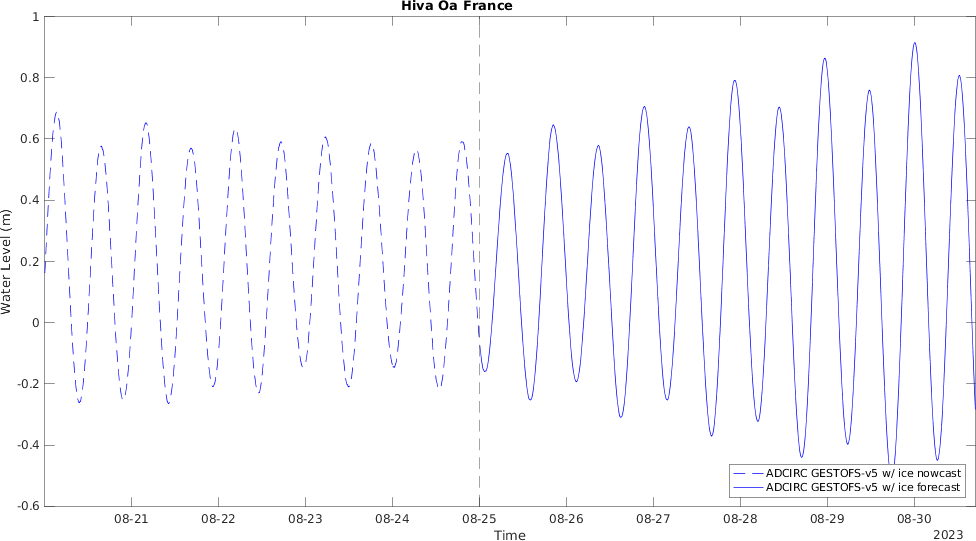 Hiva Oa France
Water Level (m)
1
0.8
0.6
0.4
0.2
0
-0.2
-0.4
-0.6
ADCIRC GESTOFS-v5 w/ ice nowcast
ADCIRC GESTOFS-v5 w/ ice forecast
08-21 08-22 08-23 08-24 08-25 08-26 08-27 08-28 08-29 08-30
Time
2023